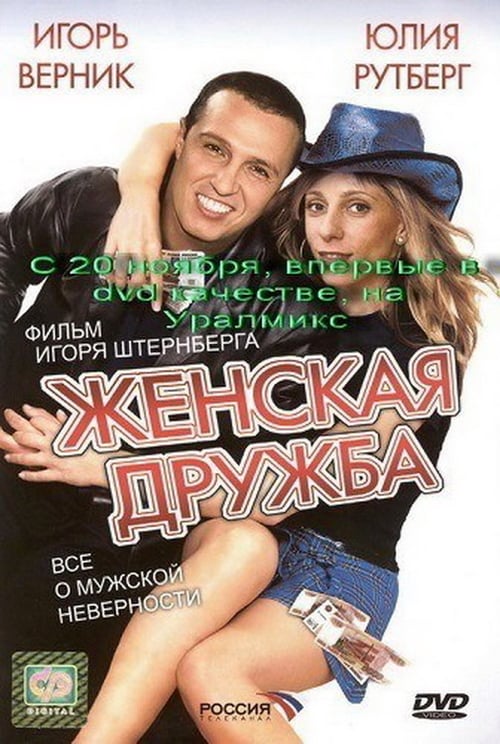 ИГОРЬ
ВЕРНИК
ЮЛИЯ
РУТБЕРГ
С 20 ноября, впервые в
dvd качестве, на
Уралмикс
ФИЛЬМ
ИГОРЯ ШТЕРНБЕРГА
ЖЕНСКАЯ
ДРУЖБА
ВСЕ
О МУЖСКОЙ
НЕВЕРНОСТИ
DIGITAL
РОССИЯ
ТЕЛЕКАНАЛ
DVD
VIDEO